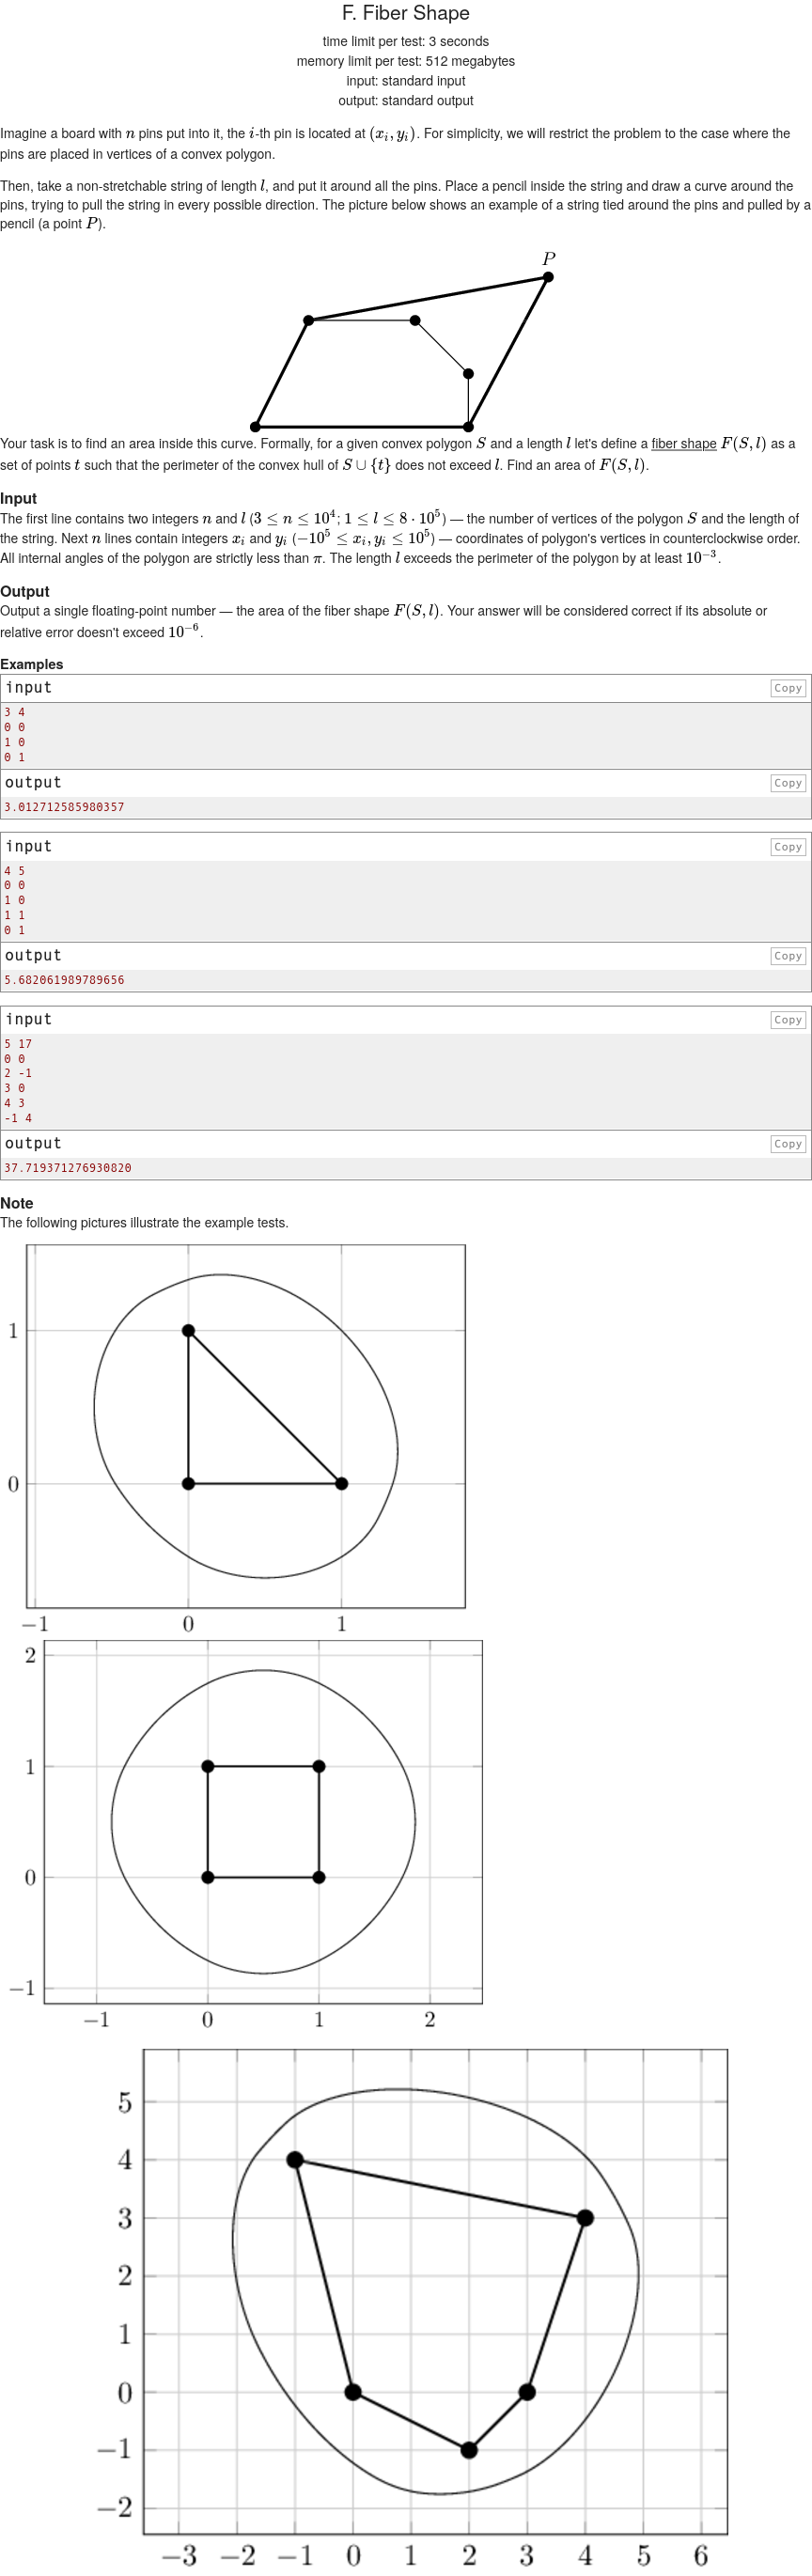 F. Fiber Shape
time limit per test: 3 seconds
memory limit per test: 512 megabytes
input: standard input
output: standard output
Imagine a board with n pins put into it, the i-th pin is located at (x_i, y_i). For simplicity, we will restrict the problem to the case where the
pins are placed in vertices of a convex polygon.
Then, take a non-stretchable string of length l, and put it around all the pins. Place a pencil inside the string and draw a curve around the
pins, trying to pull the string in every possible direction. The picture below shows an example of a string tied around the pins and pulled by a
pencil (a point P).
P
Your task is to find an area inside this curve. Formally, for a given convex polygon S and a length l let's define a fiber shape F(S, l) as a
set of points t such that the perimeter of the convex hull of S ∪ {t} does not exceed l. Find an area of F(S, l).
Input
The first line contains two integers n and l (3 ≤ n ≤ 10^4; 1 ≤ l ≤ 8 · 10^5) — the number of vertices of the polygon S and the length of
the string. Next n lines contain integers x_i and y_i (−10^5 ≤ x_i, y_i ≤ 10^5) — coordinates of polygon's vertices in counterclockwise order.
All internal angles of the polygon are strictly less than π. The length l exceeds the perimeter of the polygon by at least 10^−3.
Output
Output a single floating-point number — the area of the fiber shape F(S, l). Your answer will be considered correct if its absolute or
relative error doesn't exceed 10^−6.
Examples
input
Copy
3 4
0 0
1 0
0 1
output
Copy
3.012712585980357
input
Copy
4 5
0 0
1 0
1 1
0 1
output
Copy
5.682061989789656
input
Copy
5 17
0 0
2 -1
3 0
4 3
-1 4
output
Copy
37.719371276930820
Note
The following pictures illustrate the example tests.
1
0
−1 0 1
2
1
0
−1
−1 0 1 2
5
4
3
2
1
0
−1
−2
−3 −2 −1 0 1 2 3 4 5 6